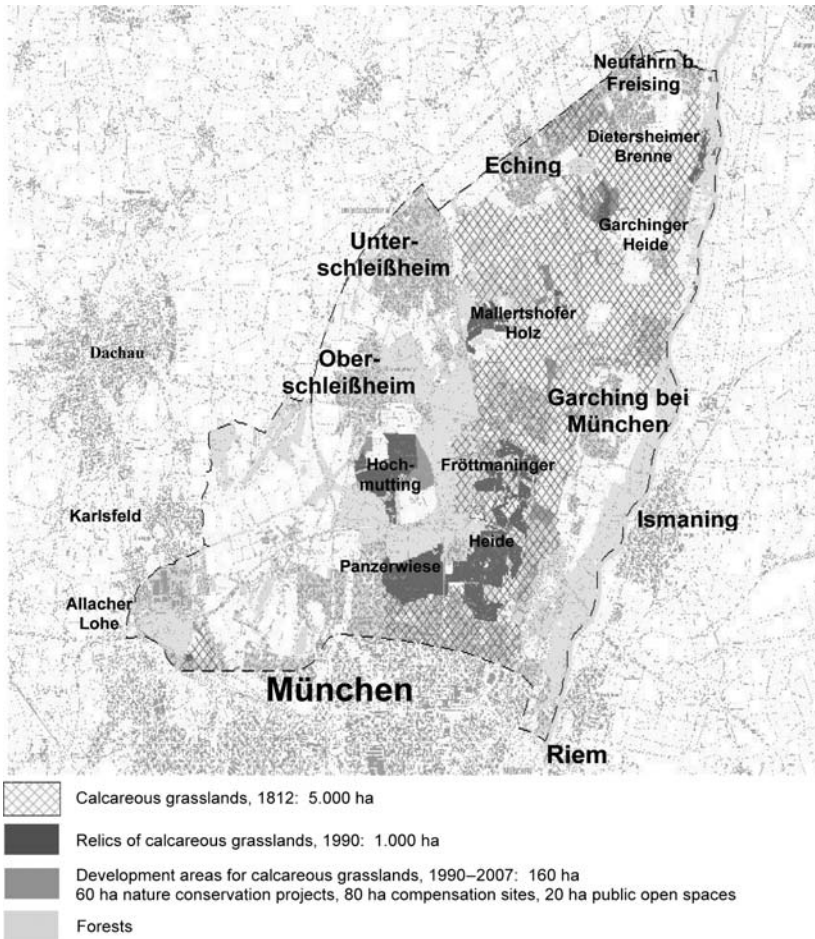 Neufahrn b.
Freising
Dietersheimer
Brenne
Eching
Garchinger
Heide
Unter-
schleißheim
Mallertshofer
Holz
Dachau
Ober-
schleißheim
Garching bei
München
Hoch-
mutting
Fröttmaninger
Karlsfeld
Ismaning
Heide
Panzerwiese
Allacher
Lohe
München
Riem
Calcareous grasslands, 1812: 5.000 ha
Relics of calcareous grasslands, 1990: 1.000 ha
Development areas for calcareous grasslands, 1990–2007: 160 ha
60 ha nature conservation projects, 80 ha compensation sites, 20 ha public open spaces
Forests